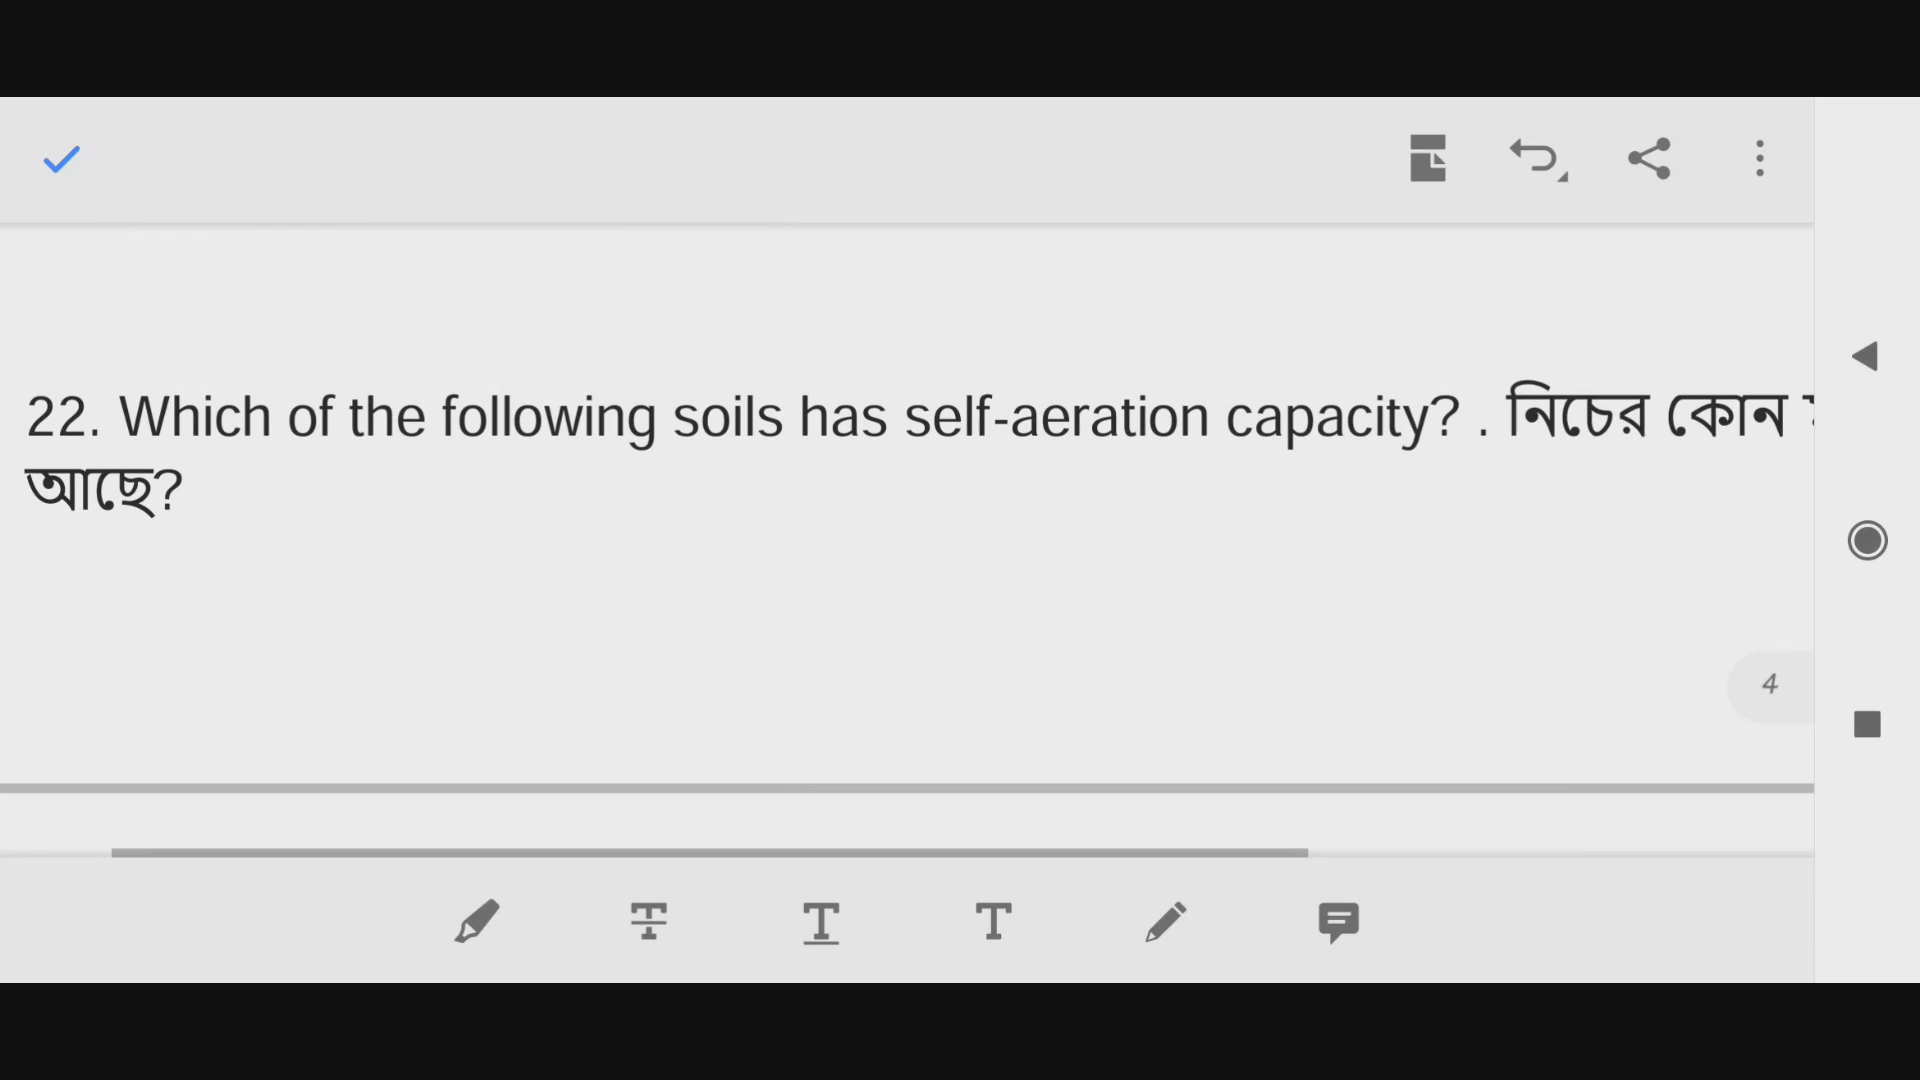 22. Which of the following soils has self-aeration capacity? . নিচের কোন
আছে?
4